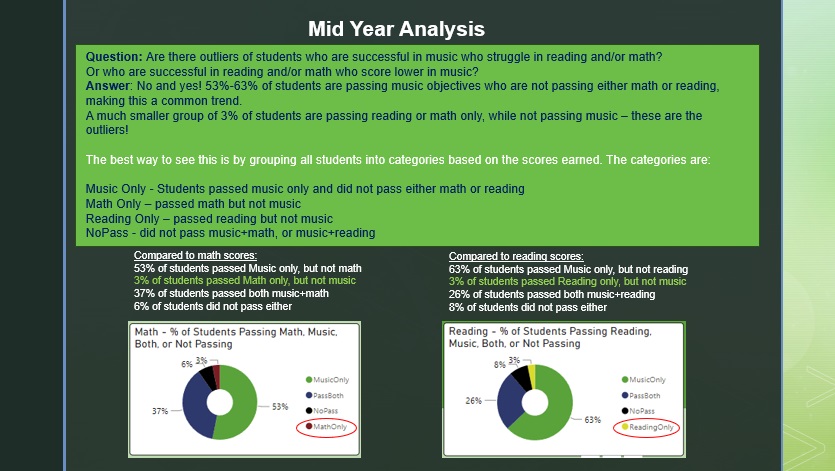 Mid Year Analysis
Question: Are there outliers of students who are successful in music who struggle in reading and/or math?
Or who are successful in reading and/or math who score lower in music?
Answer: No and yes! 53%-63% of students are passing music objectives who are not passing either math or reading,
making this a common trend.
A much smaller group of 3% of students are passing reading or math only, while not passing music – these are the
outliers!
The best way to see this is by grouping all students into categories based on the scores earned. The categories are:
Music Only - Students passed music only and did not pass either math or reading
Math Only – passed math but not music
Reading Only – passed reading but not music
NoPass - did not pass music+math, or music+reading
Compared to math scores:
53% of students passed Music only, but not math
3% of students passed Math only, but not music
37% of students passed both music+math
6% of students did not pass either
Math - % of Students Passing Math, Music,
Both, or Not Passing
6%
3%
37%
53%
MusicOnly
PassBoth
NoPass
MathOnly
Compared to reading scores:
63% of students passed Music only, but not reading
3% of students passed Reading only, but not music
26% of students passed both music+reading
8% of students did not pass either
Reading - % of Students Passing Reading,
Music, Both, or Not Passing
8%
3%
26%
63%
MusicOnly
PassBoth
NoPass
ReadingOnly